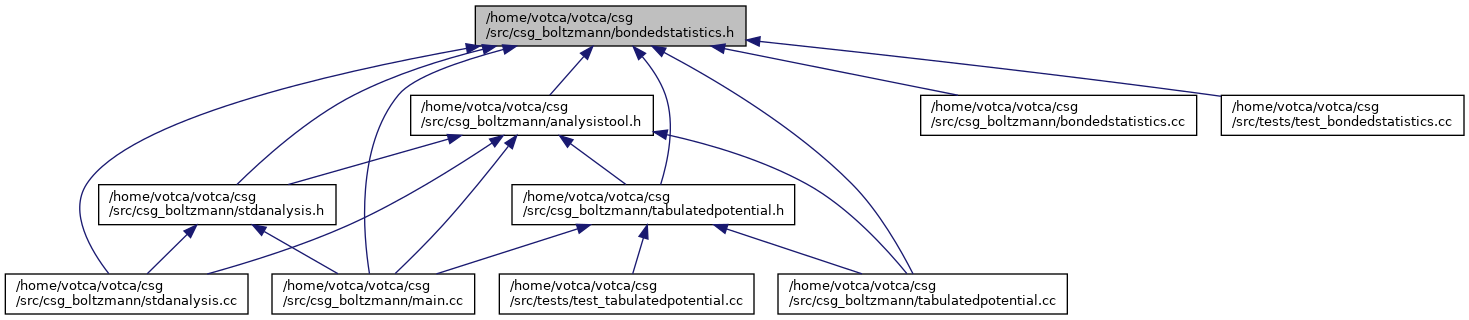 /home/votca/votca/csg
/src/csg_boltzmann/bondedstatistics.h
/home/votca/votca/csg
/src/csg_boltzmann/analysistool.h
/home/votca/votca/csg
/src/csg_boltzmann/bondedstatistics.cc
/home/votca/votca/csg
/src/tests/test_bondedstatistics.cc
/home/votca/votca/csg
/src/csg_boltzmann/stdanalysis.h
/home/votca/votca/csg
/src/csg_boltzmann/tabulatedpotential.h
/home/votca/votca/csg
/src/csg_boltzmann/stdanalysis.cc
/home/votca/votca/csg
/src/csg_boltzmann/main.cc
/home/votca/votca/csg
/src/tests/test_tabulatedpotential.cc
/home/votca/votca/csg
/src/csg_boltzmann/tabulatedpotential.cc